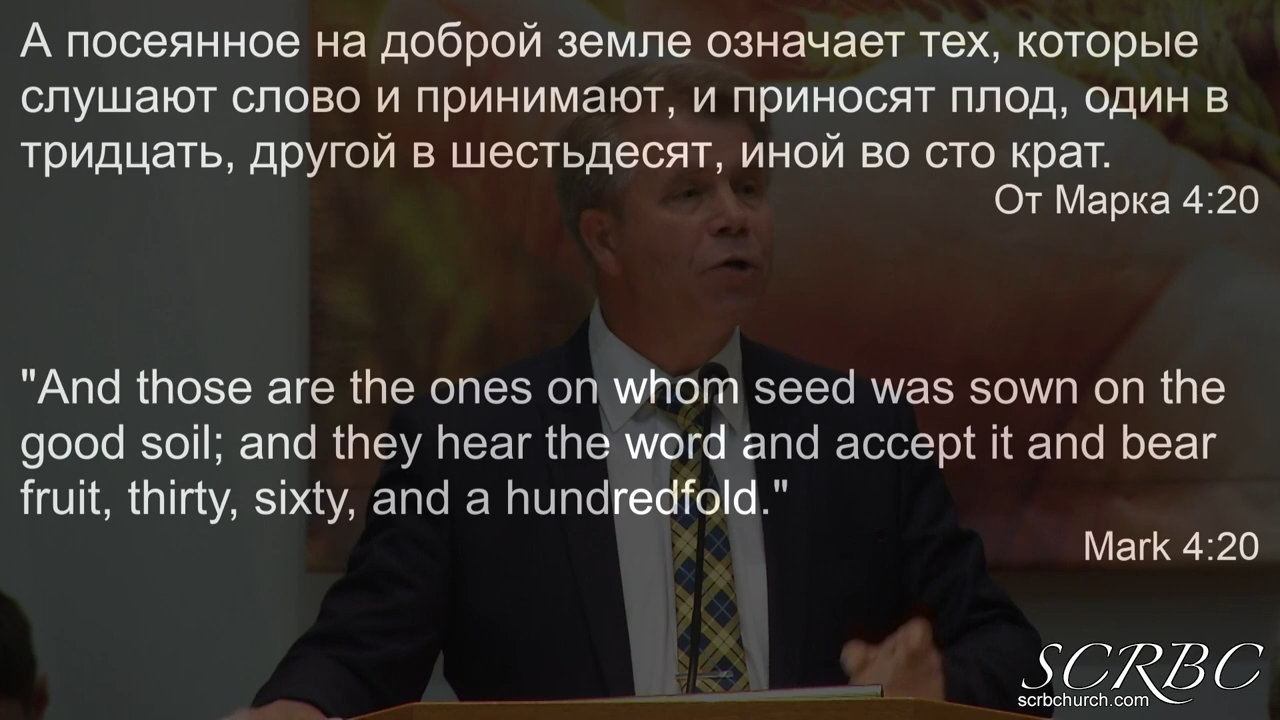 А посеянное на доброй земле означает тех, которые
слушают слово и принимают, и приносят плод, один в
тридцать, другой в шестьдесят, иной во сто крат.
От Марка 4:20
"And those are the ones on whom seed was sown on the
good soil; and they hear the word and accept it and bear
fruit, thirty, sixty, and a hundredfold."
Mark 4:20
SCRBC
scrbchurch.com